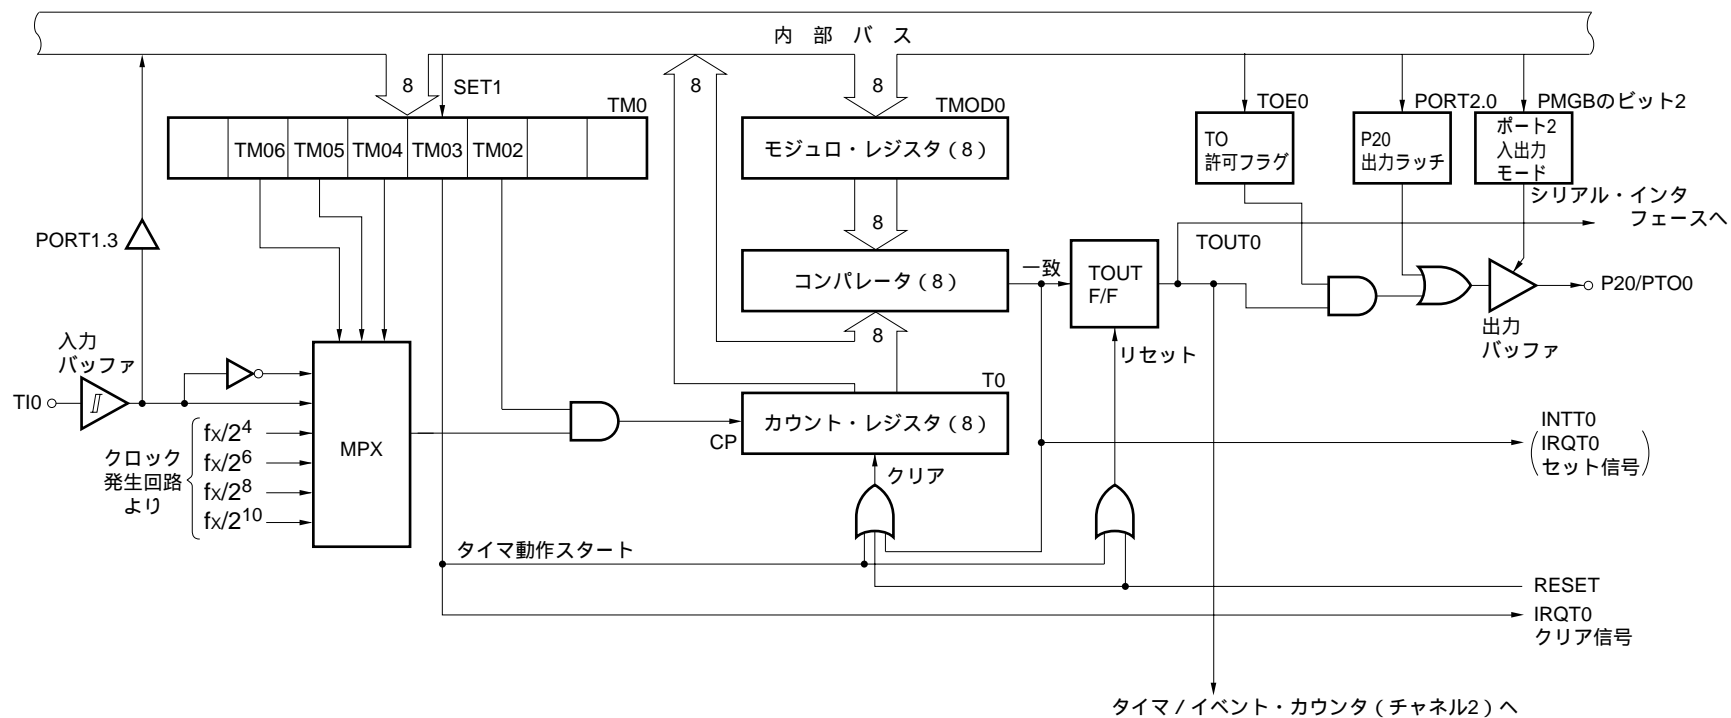 内 部 バ ス
8
SET1
TM0
8
8
TMOD0
TOE0
PORT2.0
PMGBのビット2
TM06
TM05
TM04
TM03
TM02
モジュロ・レジスタ(8)
TO
許可フラグ
P20
出力ラッチ
ポート2
入出力
モード
シリアル・インタ
フェースへ
PORT1.3
8
TOUT0
コンパレータ(8)
一致
TOUT
F/F
P20/PTO0
入力
バッファ
8
リセット
出力
バッファ
TI0
MPX
T0
カウント・レジスタ(8)
CP
クリア
クロック
発生回路
より
fX/2^4
fX/2^6
fX/2^8
fX/2^10
INTT0
IRQT0
セット信号
タイマ動作スタート
RESET
IRQT0
クリア信号
タイマ/イベント・カウンタ(チャネル2)へ